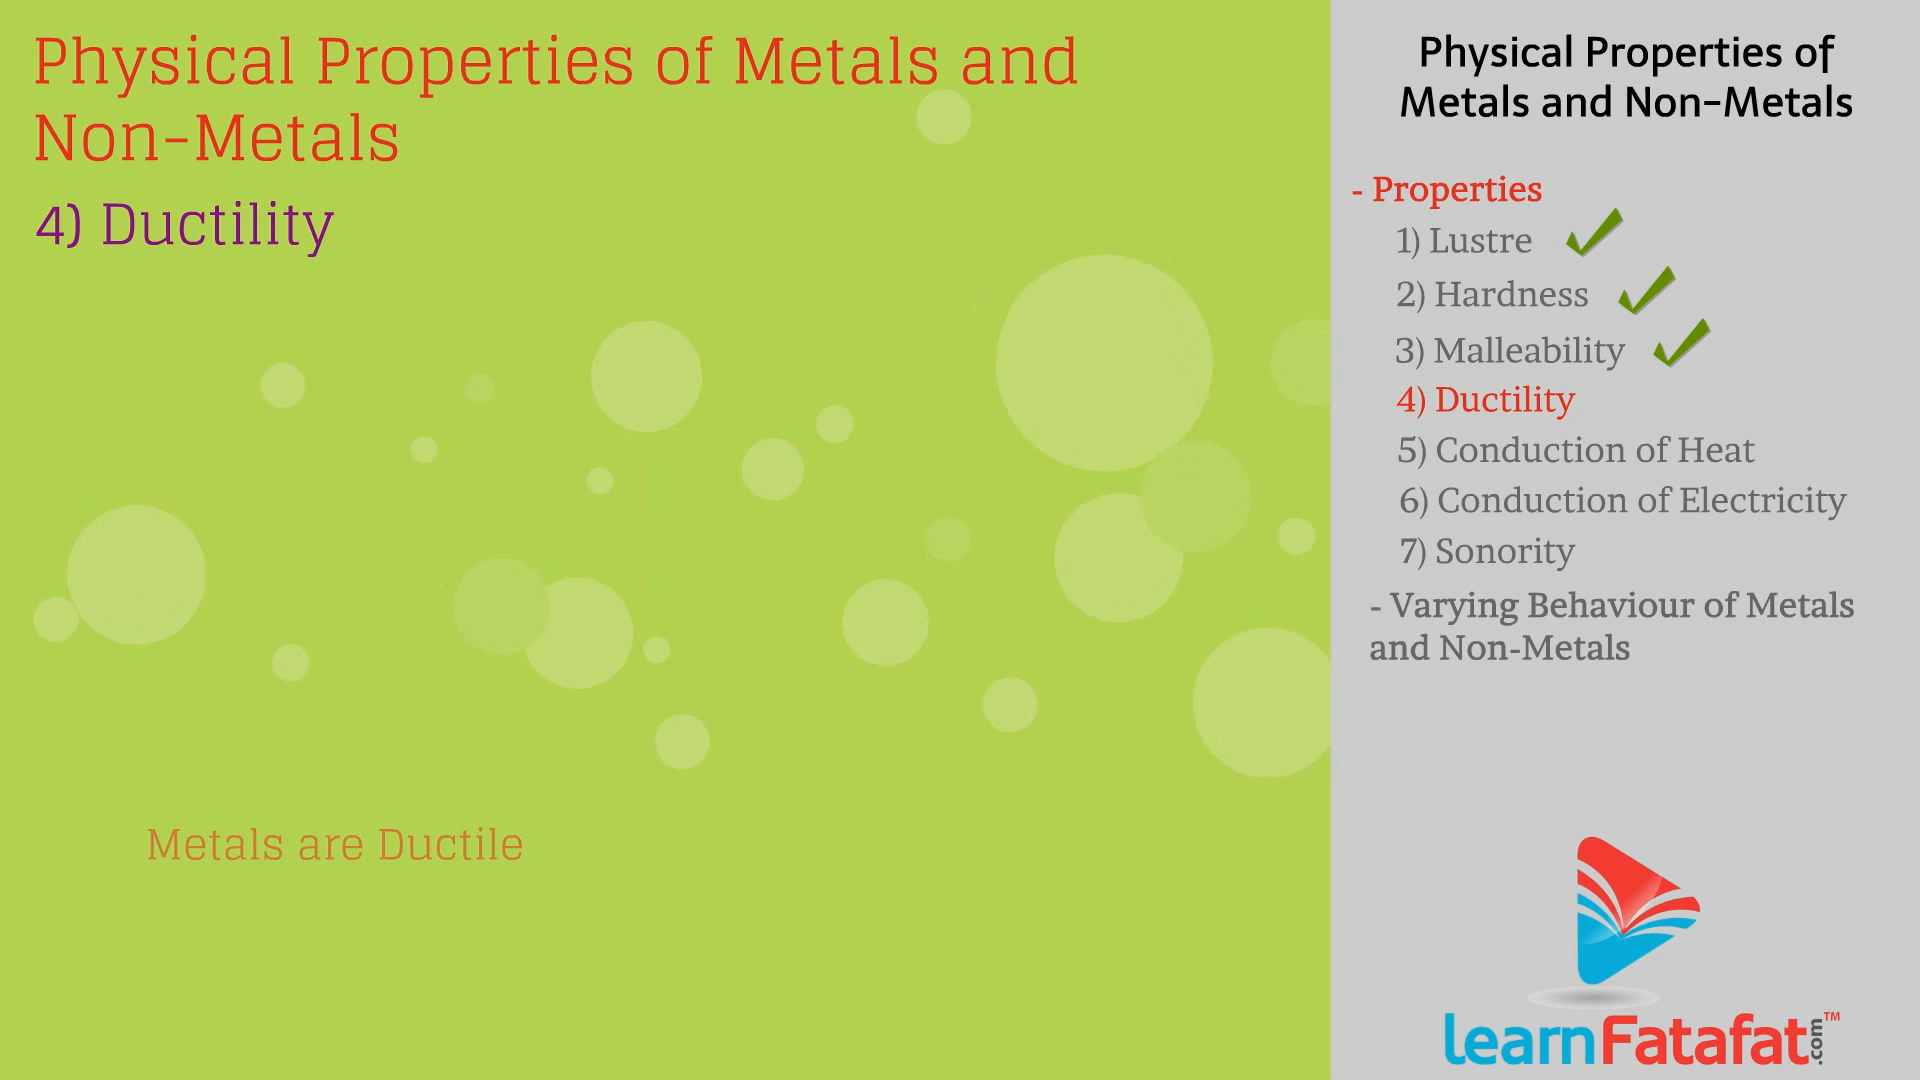 Physical Properties of Metals and
Non-Metals
4) Ductility
Metals are Ductile
Physical Properties of
Metals and Non-Metals
- Properties
1) Lustre
2) Hardness
3) Malleability
4) Ductility
5) Conduction of Heat
6) Conduction of Electricity
7) Sonority
- Varying Behaviour of Metals
and Non-Metals
learnFatafat.com™